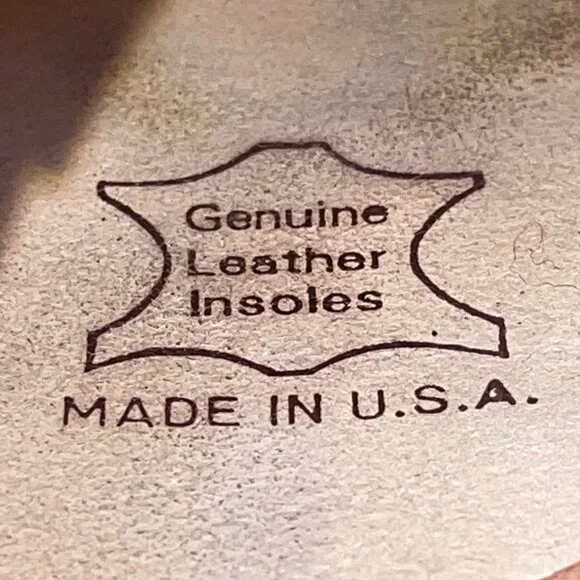 Genuine
Leather
Insoles
MADE IN U.S.A.